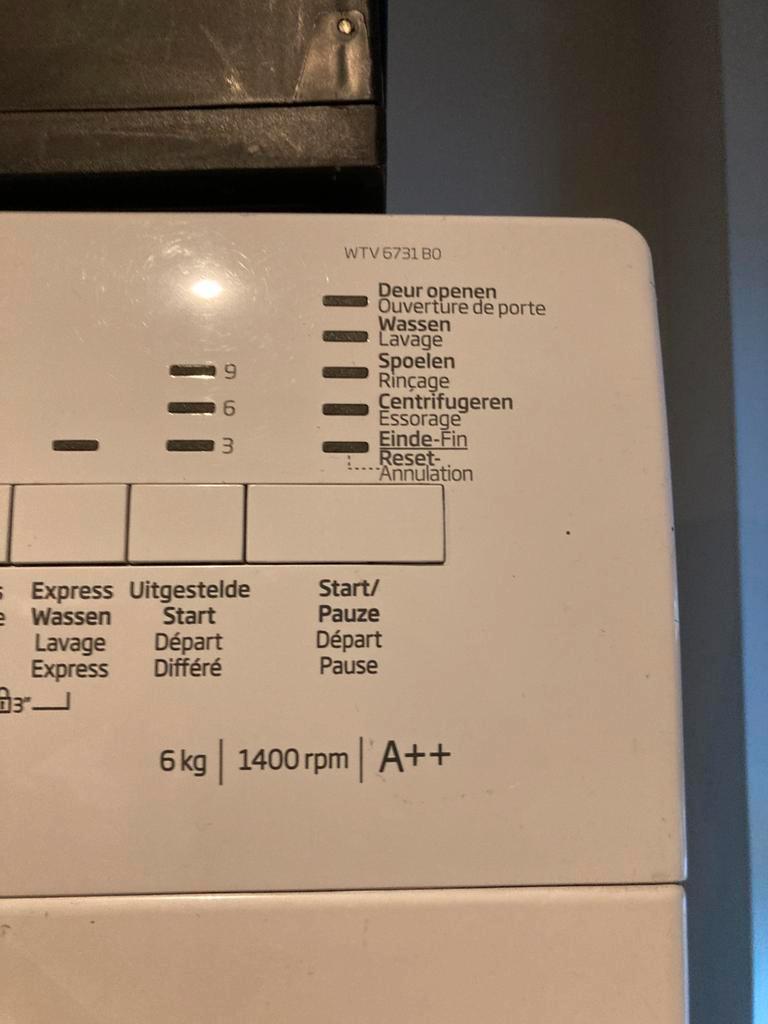 WTV 6731 B0
Deur openen
Ouverture de porte
Wassen
Lavage
9
Spoelen
Rinçage
6
Centrifugeren
Essorage
3
Einde-Fin
Reset-
Annulation
Express
Wassen
Lavage
Express
Uitgestelde
Start
Départ
Différé
Start/
Pauze
Départ
Pause
3"
6 kg | 1400 rpm | A++